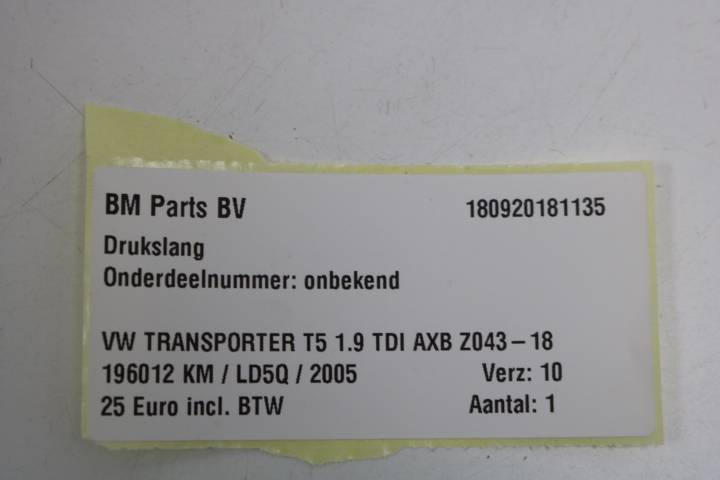 BM Parts BV 180920181135
Drukslang
Onderdeelnummer: onbekend
VW TRANSPORTER T5 1.9 TDI AXB Z043-18
196012 KM / LD5Q / 2005 Verz: 10
25 Euro incl. BTW Aantal: 1